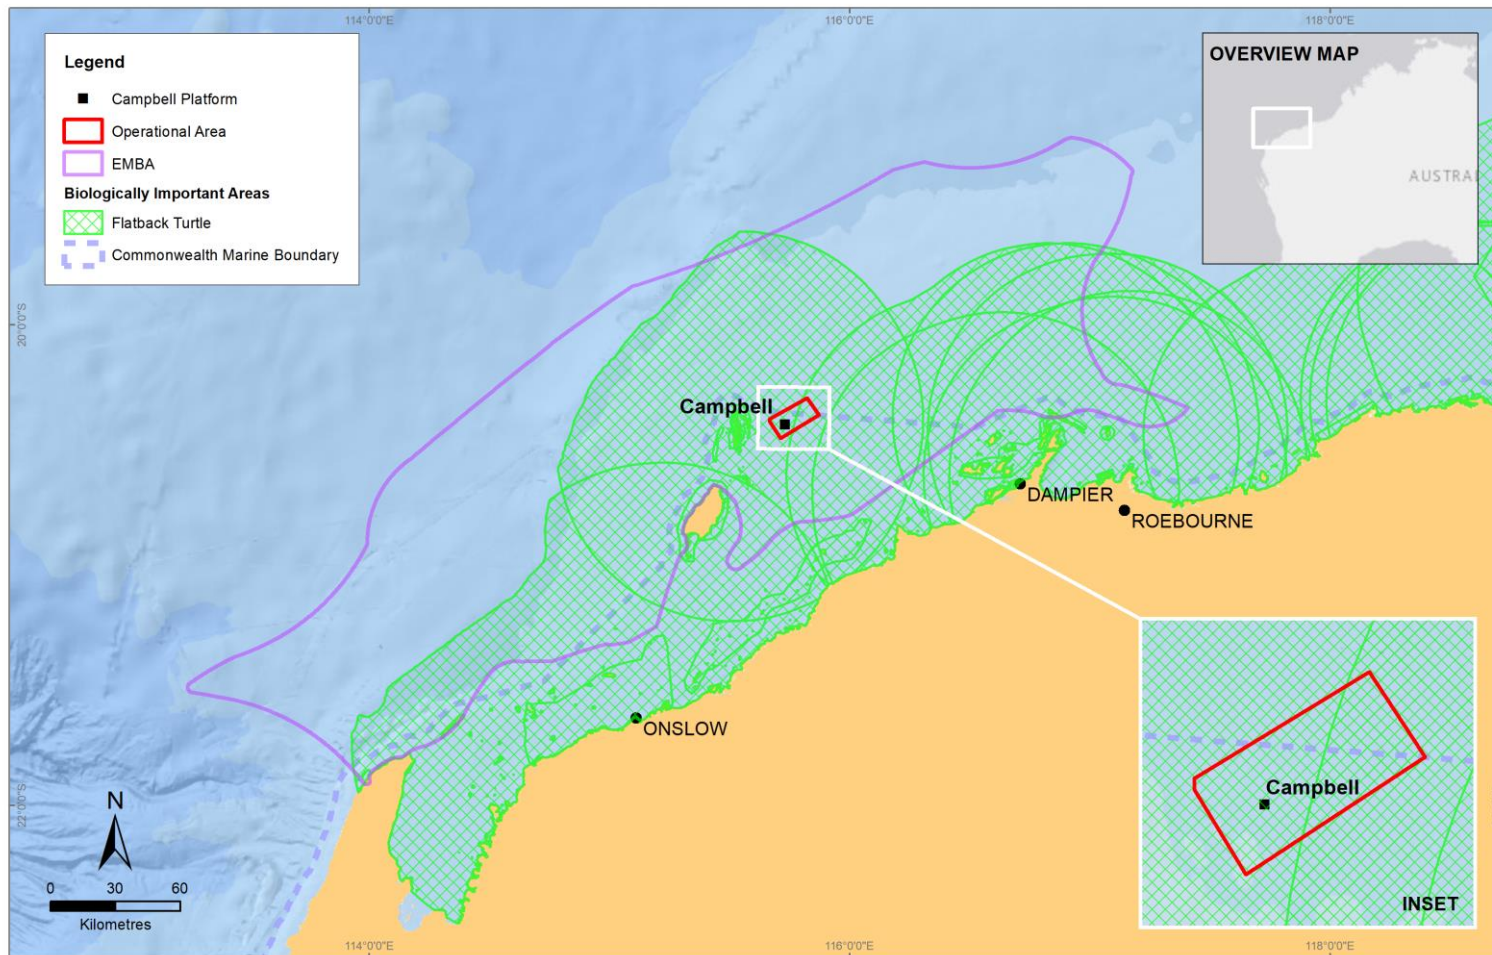 114°0'0"E
116°0'0"E
118°0'0"E
Legend
Campbell Platform
Operational Area
EMBA
Biologically Important Areas
Flatback Turtle
Commonwealth Marine Boundary
OVERVIEW MAP
AUSTRA
20°0'0"S
Campbell
DAMPIER
ROEBOURNE
ONSLOW
22°0'0"S
N
0 30 60
Kilometres
Campbell
INSET
114°0'0"E
116°0'0"E
118°0'0"E